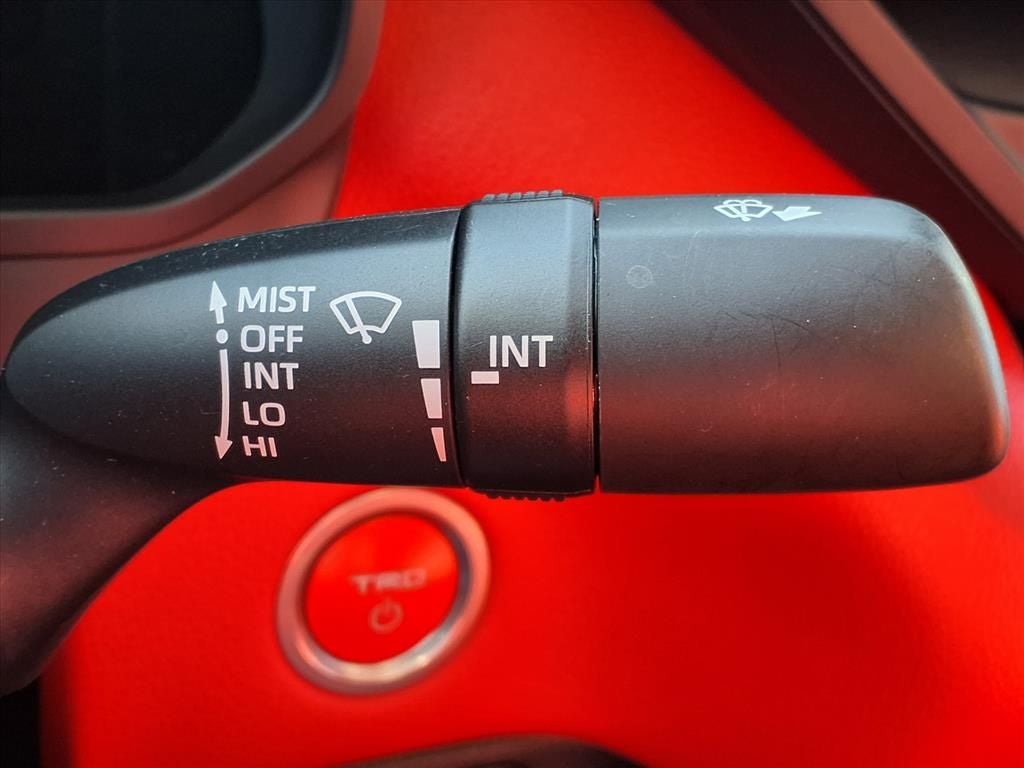 MIST
OFF
INT
LO
HI
INT
TRD